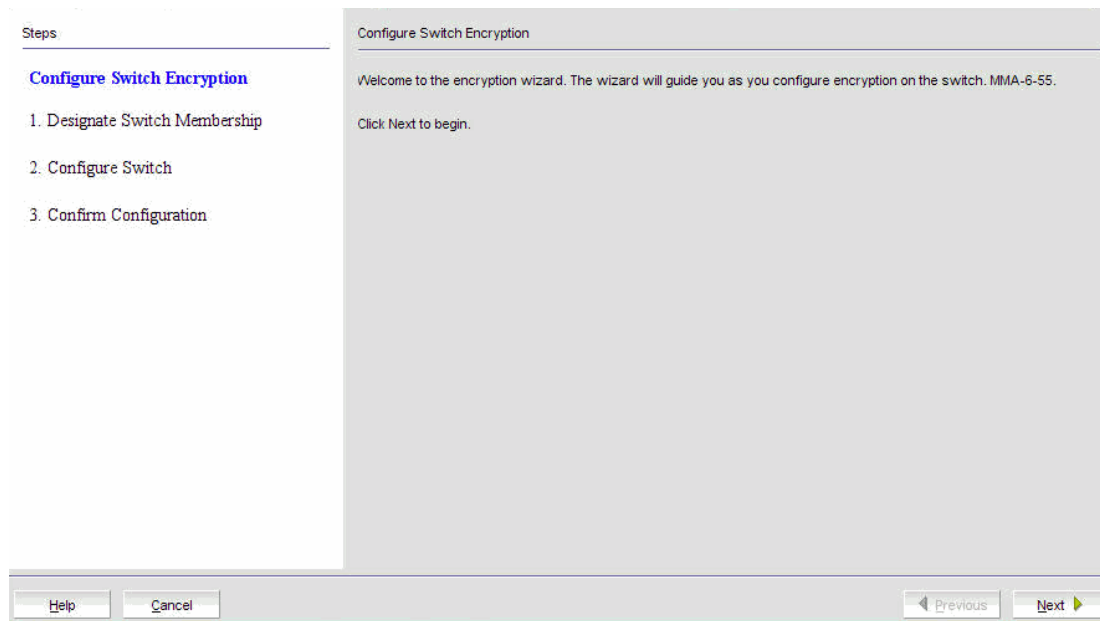 Steps
Configure Switch Encryption
1. Designate Switch Membership
2. Configure Switch
3. Confirm Configuration
Configure Switch Encryption
Welcome to the encryption wizard. The wizard will guide you as you configure encryption on the switch. MMA-6-55.
Click Next to begin.
Help
Cancel
Previous
Next